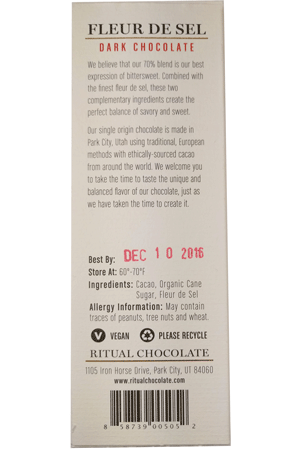 FLEUR DE SEL
DARK CHOCOLATE
We believe that our 70% blend is our best
expression of bittersweet. Combined with
the finest fleur de sel, these two
complementary ingredients create the
perfect balance of savory and sweet.
Our single origin chocolate is made in
Park City, Utah using traditional, European
methods with ethically-sourced cacao
from around the world. We welcome you
to take the time to taste the unique and
balanced flavor of our chocolate, just as
we have taken the time to create it.
Best By: DEC 10 2016
Store At: 60°-70°F
Ingredients: Cacao, Organic Cane
Sugar, Fleur de Sel
Allergy Information: May contain
traces of peanuts, tree nuts and wheat.
V VEGAN PLEASE RECYCLE
RITUAL CHOCOLATE
1105 Iron Horse Drive, Park City, UT 84060
www.ritualchocolate.com
8 58739 00505 2